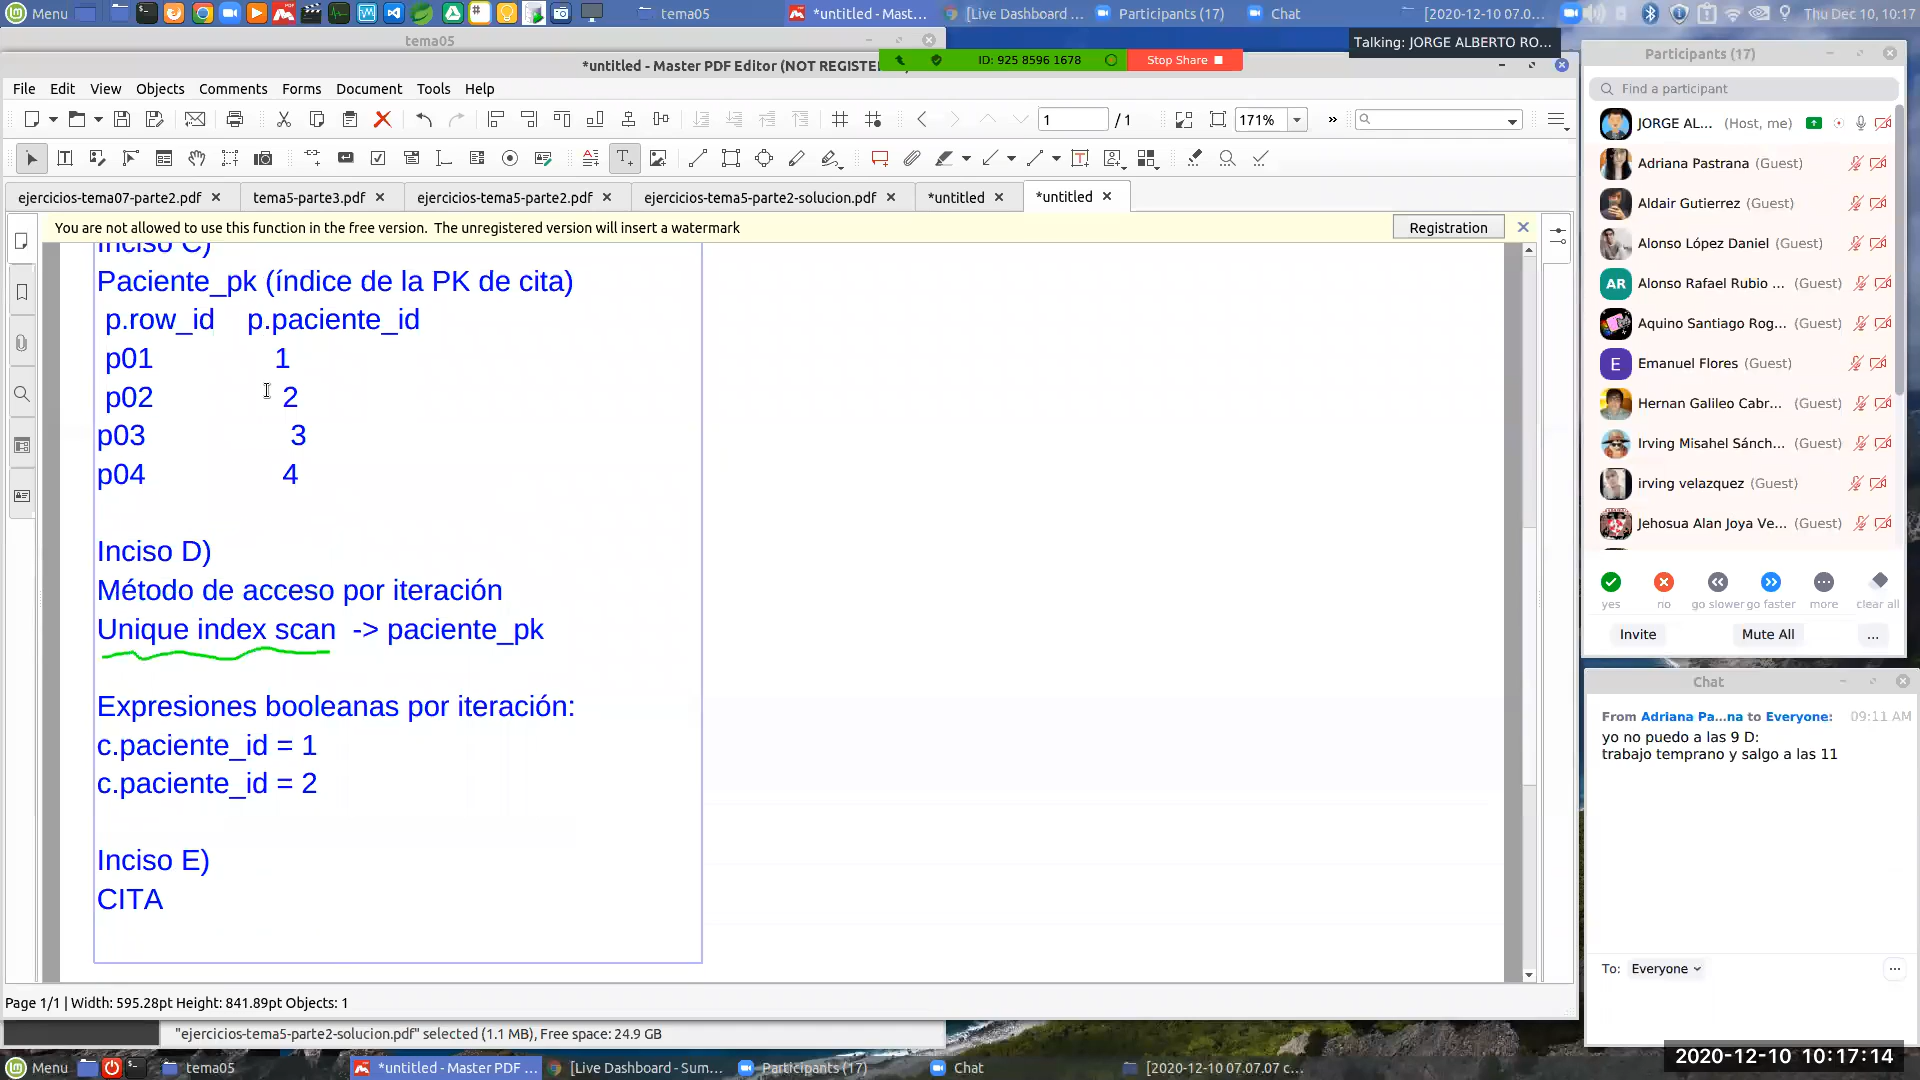 Menu
tema05
*untitled - Mast...
[Live Dashboard ...
Participants (17)
Chat
[2020-12-10 07.0...
Thu Dec 10, 10:17
tema05
Talking: JORGE ALBERTO RO...
*untitled - Master PDF Editor (NOT REGISTE
ID: 925 8596 1678
Stop Share
File Edit View Objects Comments Forms Document Tools Help
1 / 1
171%
ejercicios-tema07-parte2.pdf
tema5-parte3.pdf
ejercicios-tema5-parte2.pdf
ejercicios-tema5-parte2-solucion.pdf
*untitled
*untitled
You are not allowed to use this function in the free version. The unregistered version will insert a watermark
Registration
Inciso C)
Paciente_pk (índice de la PK de cita)
p.row_id p.paciente_id
p01 1
p02 2
p03 3
p04 4
Inciso D)
Método de acceso por iteración
Unique index scan -> paciente_pk
Expresiones booleanas por iteración:
c.paciente_id = 1
c.paciente_id = 2
Inciso E)
CITA
Page 1/1 | Width: 595.28pt Height: 841.89pt Objects: 1
"ejercicios-tema5-parte2-solucion.pdf" selected (1.1 MB), Free space: 24.9 GB
Participants (17)
Find a participant
JORGE AL... (Host, me)
Adriana Pastrana (Guest)
Aldair Gutierrez (Guest)
Alonso López Daniel (Guest)
AR Alonso Rafael Rubio ... (Guest)
Aquino Santiago Rog... (Guest)
E Emanuel Flores (Guest)
Hernan Galileo Cabr... (Guest)
Irving Misahel Sánch... (Guest)
irving velazquez (Guest)
Jehosua Alan Joya Ve... (Guest)
yes no go slower go faster more clear all
Invite
Mute All
...
Chat
From Adriana Pa...na to Everyone: 09:11 AM
yo no puedo a las 9 D:
trabajo temprano y salgo a las 11
To: Everyone
Menu
tema05
*untitled - Master PDF ...
[Live Dashboard - Sum...
Participants (17)
Chat
[2020-12-10 07.07.07 c...
2020-12-10 10:17:14